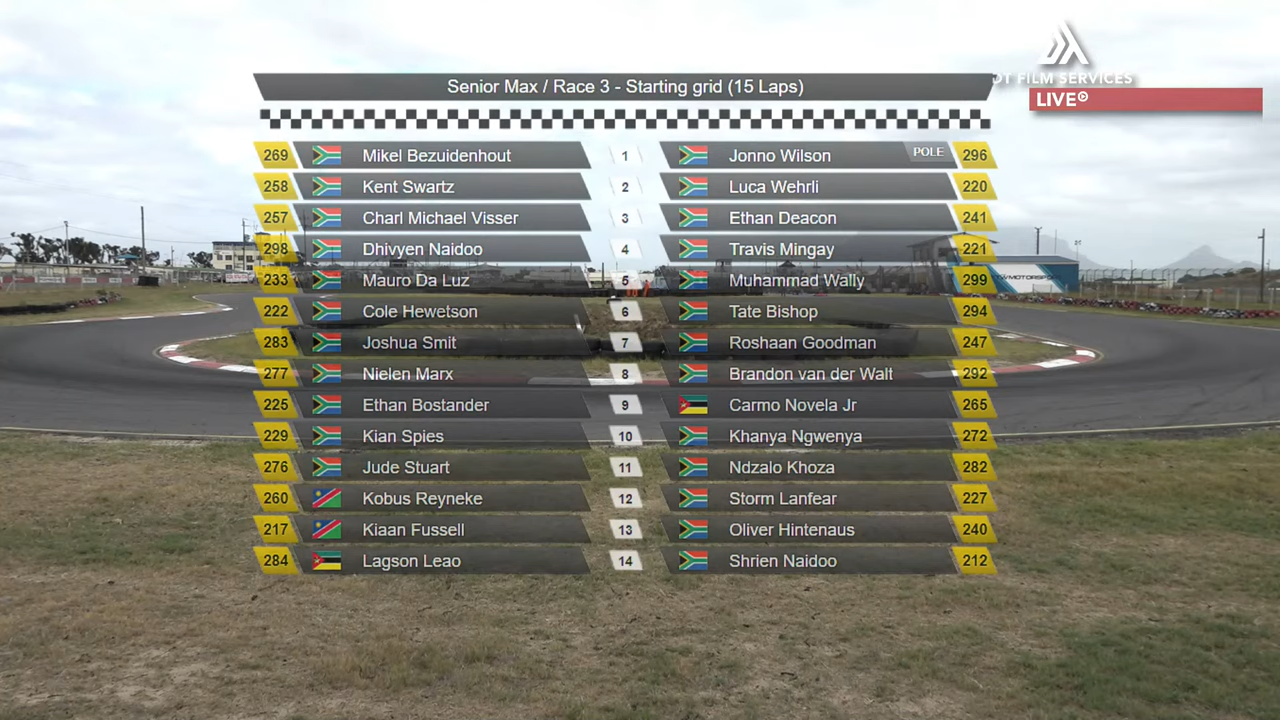 OT FILM SERVICES
LIVE
Senior Max / Race 3 - Starting grid (15 Laps)
269 Mikel Bezuidenhout 1 Jonno Wilson POLE 296
258 Kent Swartz 2 Luca Wehrli 220
257 Charl Michael Visser 3 Ethan Deacon 241
298 Dhivyen Naidoo 4 Travis Mingay 221
233 Mauro Da Luz 5 Muhammad Wally 299
222 Cole Hewetson 6 Tate Bishop 294
283 Joshua Smit 7 Roshaan Goodman 247
277 Nielen Marx 8 Brandon van der Walt 292
225 Ethan Bostander 9 Carmo Novela Jr 265
229 Kian Spies 10 Khanya Ngwenya 272
276 Jude Stuart 11 Ndzalo Khoza 282
260 Kobus Reyneke 12 Storm Lanfear 227
217 Kiaan Fussell 13 Oliver Hintenaus 240
284 Lagson Leao 14 Shrien Naidoo 212